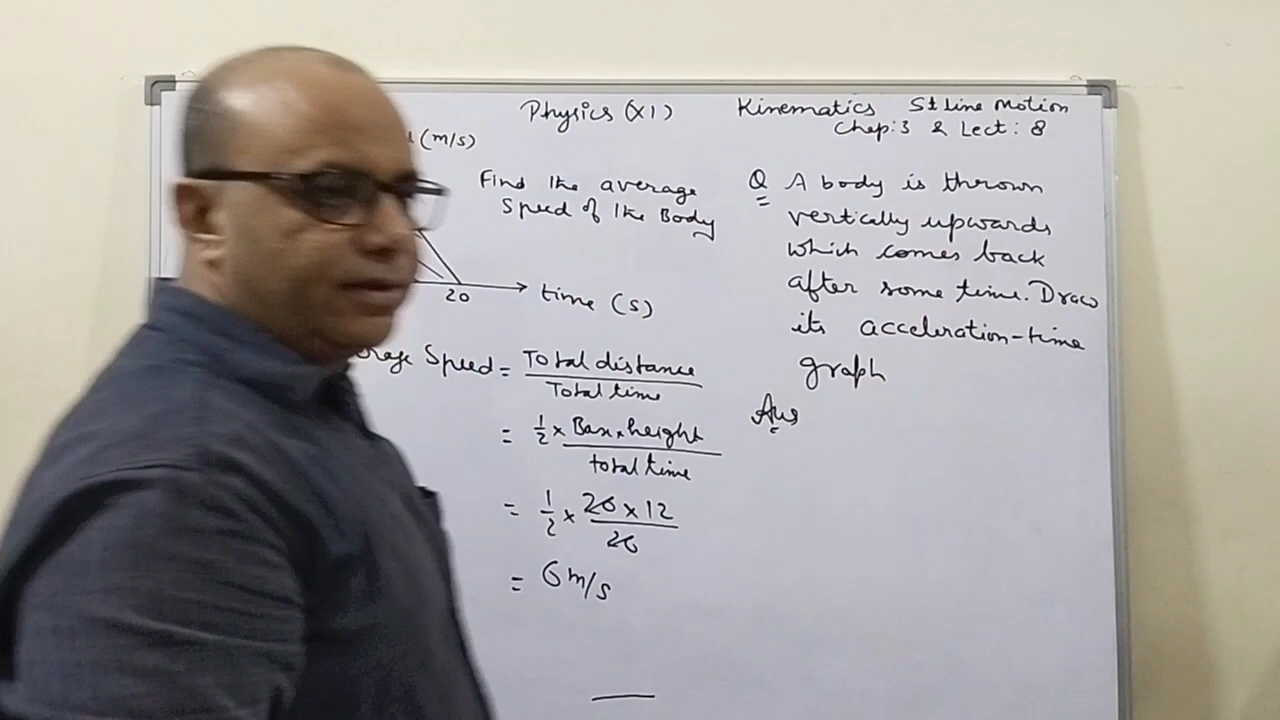 Physics (XI)
Kinematics St Line Motion
Chap: 3 & Lect: 8
(m/s)
Find the average
Speed of the Body
20
time (s)
Speed = Total distance
Total time
= 1/2 × Base × height
total time
= 1/2 × 20 × 12
20
= 6 m/s
Q A body is thrown
vertically upwards
which comes back
after some time. Draw
its acceleration-time
graph
Ans